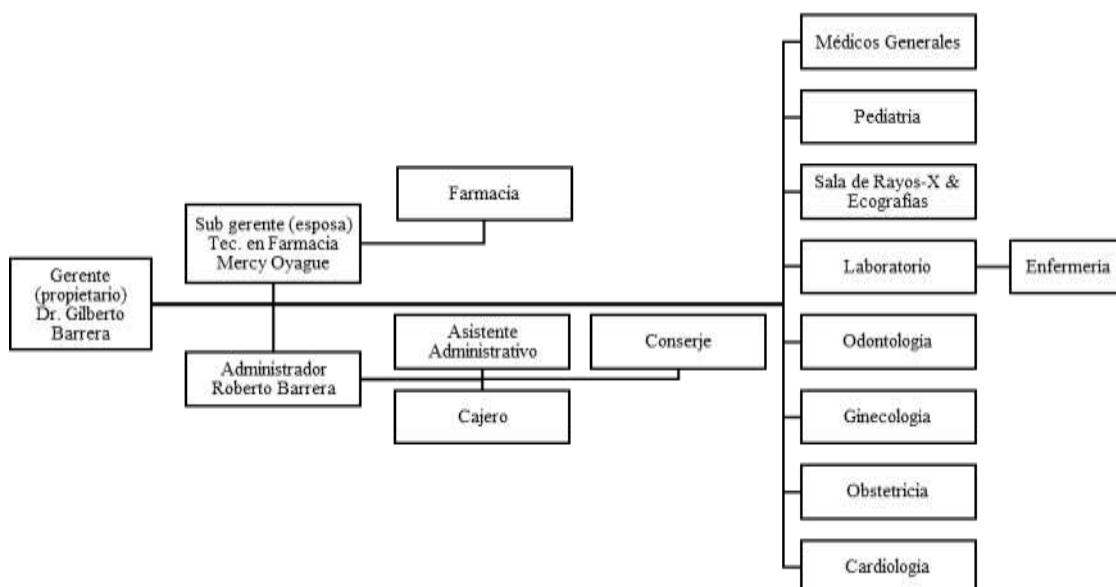 Gerente
(propietario)
Dr. Gilberto
Barrera
Sub gerente (esposa)
Tec. en Farmacia
Mercy Oyague
Farmacia
Administrador
Roberto Barrera
Asistente
Administrativo
Cajero
Conserje
Médicos Generales
Pediatria
Sala de Rayos-X &
Ecografias
Laboratorio
Enfermeria
Odontologia
Ginecologia
Obstetricia
Cardiologia